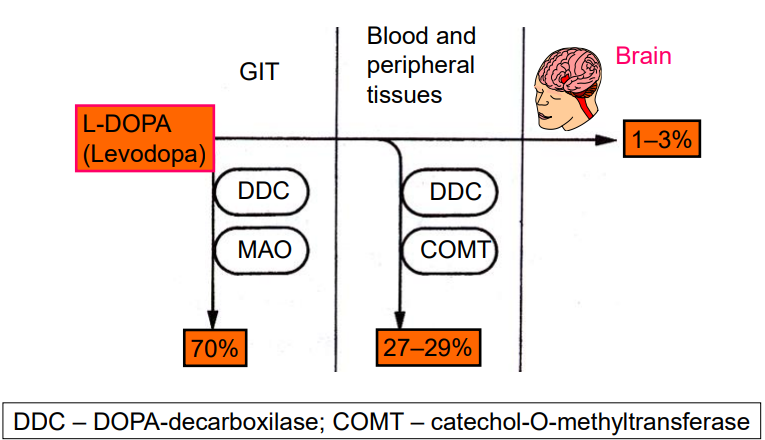 GIT
Blood and
peripheral
tissues
Brain
L-DOPA
(Levodopa)
1–3%
DDC
MAO
DDC
COMT
70%
27–29%
DDC – DOPA-decarboxilase; COMT – catechol-O-methyltransferase